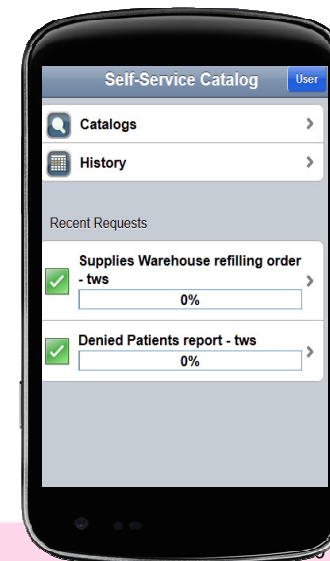 Self-Service Catalog
User
Catalogs
History
Recent Requests
Supplies Warehouse refilling order
- tws
0%
Denied Patients report - tws
0%